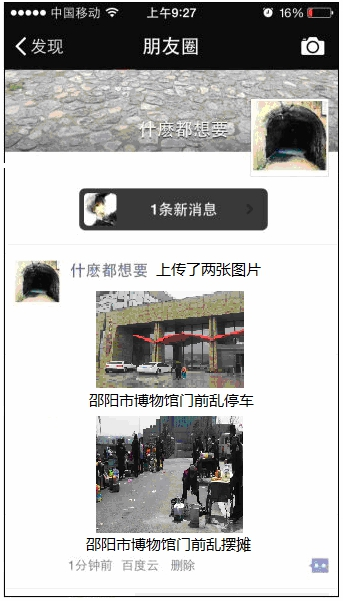 中国移动 上午9:27 16%
发现 朋友圈
什麽都想要
1条新消息
什麽都想要 上传了两张图片
邵阳市博物馆门前乱停车
邵阳市博物馆门前乱摆摊
1分钟前 百度云 删除